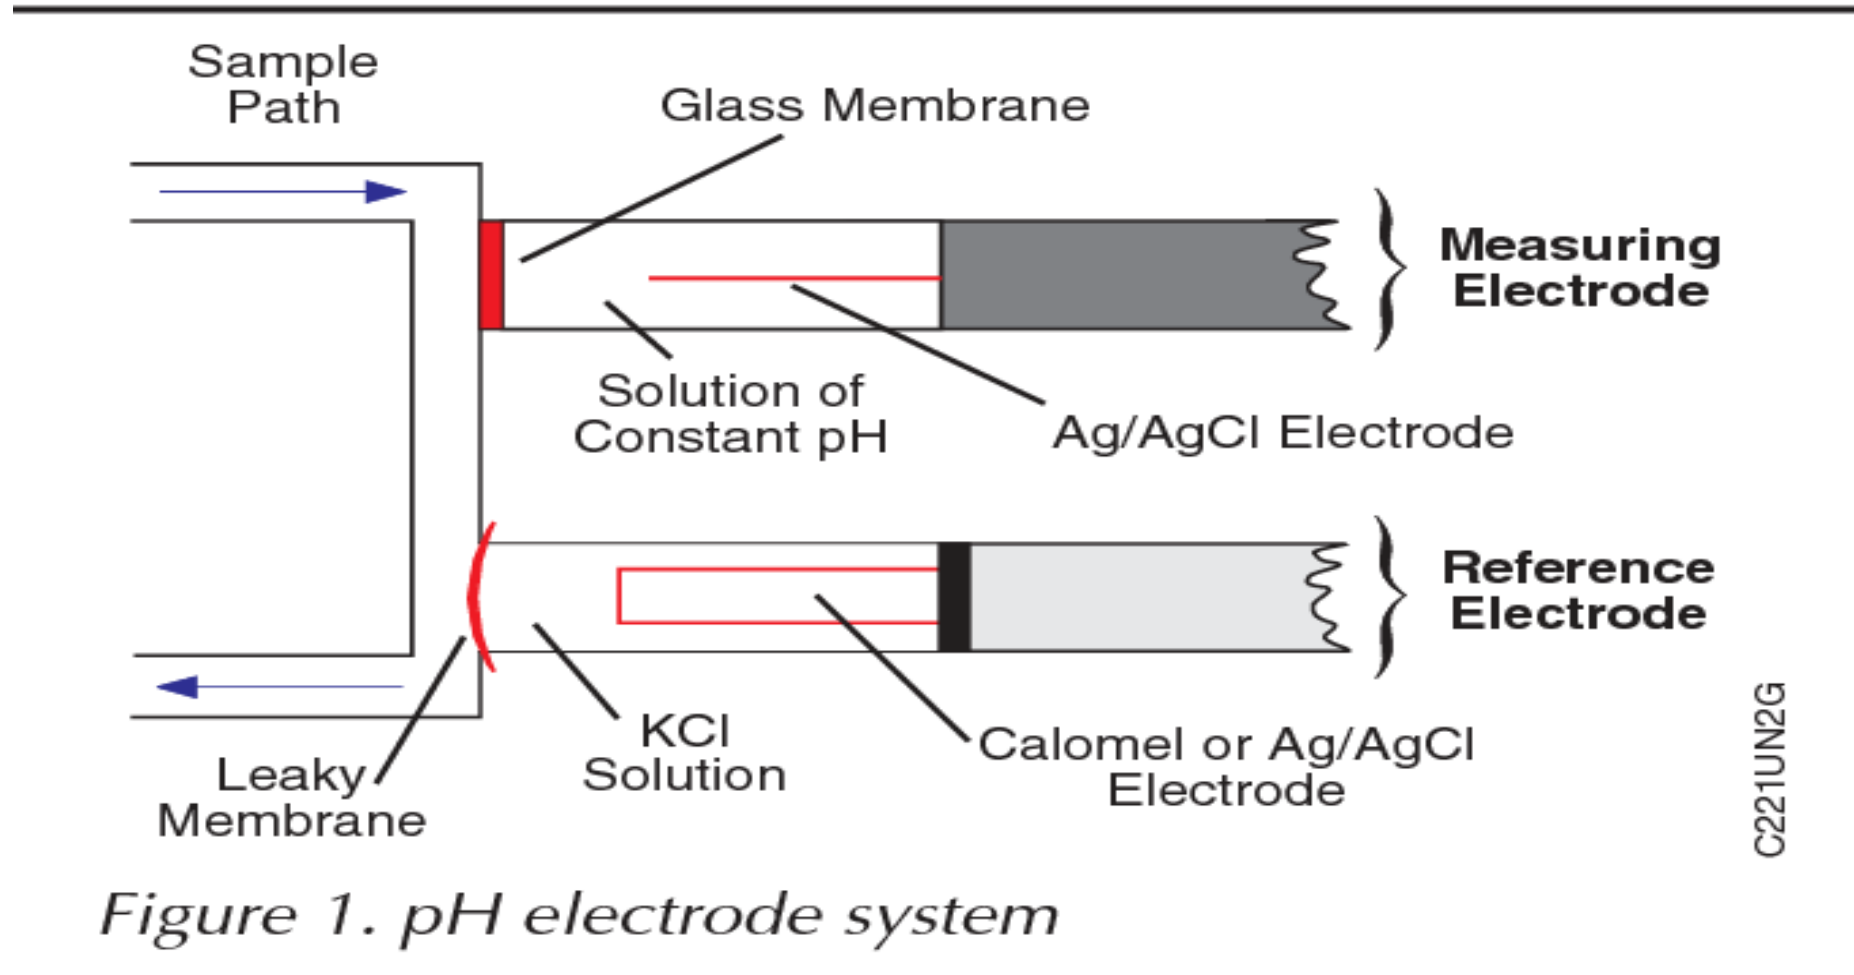 Sample
Path
Glass Membrane
Measuring
Electrode
Solution of
Constant pH
Ag/AgCl Electrode
Reference
Electrode
Leaky
Membrane
KCl
Solution
Calomel or Ag/AgCl
Electrode
C221UN2G
Figure 1. pH electrode system